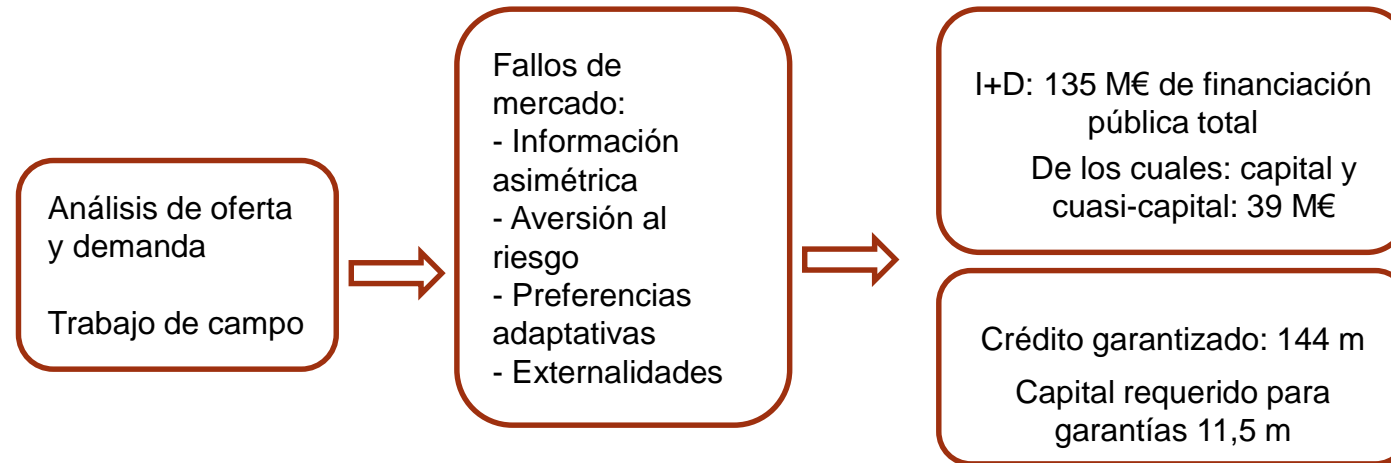 Análisis de oferta
y demanda
Trabajo de campo
Fallos de
mercado:
- Información
asimétrica
- Aversión al
riesgo
- Preferencias
adaptativas
- Externalidades
I+D: 135 M€ de financiación
pública total
De los cuales: capital y
cuasi-capital: 39 M€
Crédito garantizado: 144 m
Capital requerido para
garantías 11,5 m